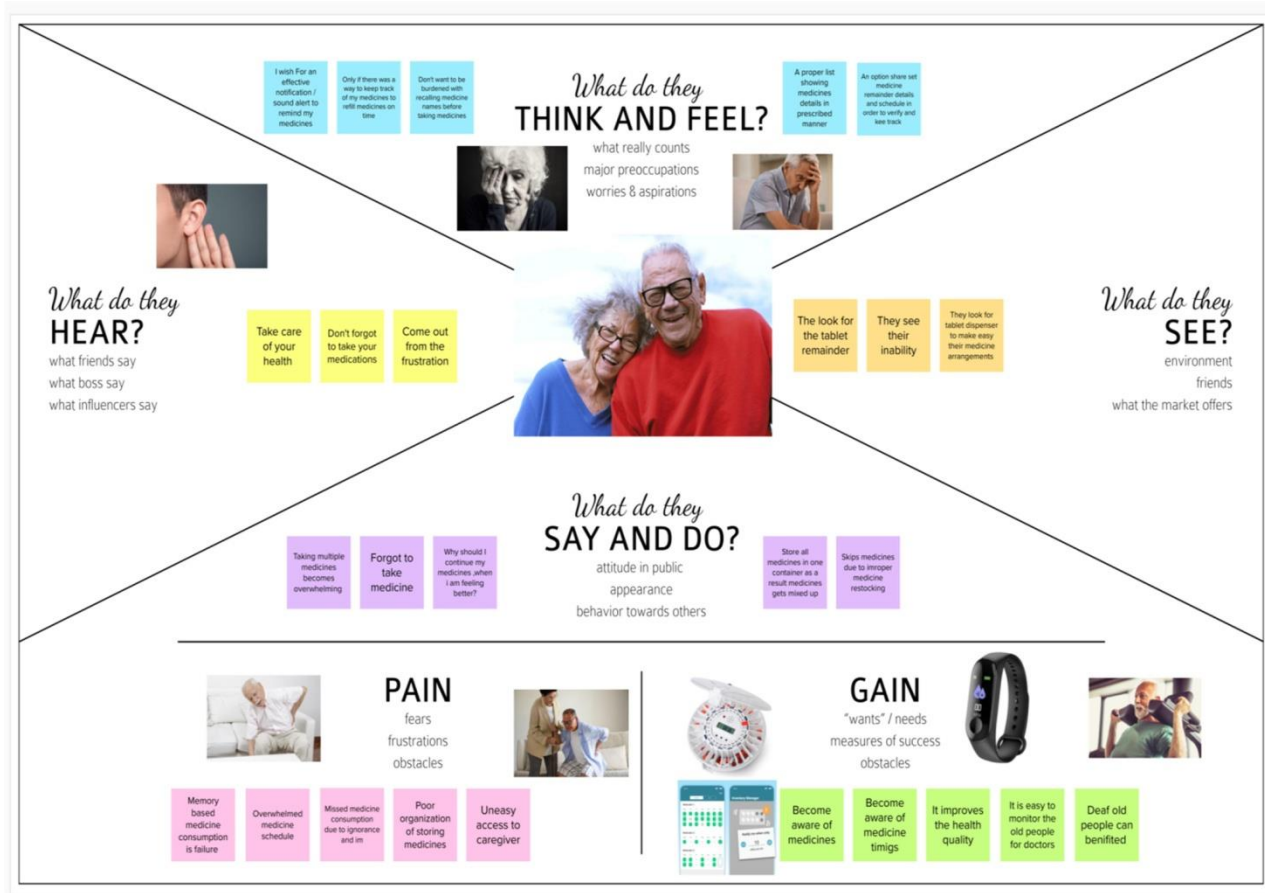 I wish For an
effective
notification /
sound alert to
remind my
medicines
Only if there was a
way to keep track
of my medicines to
refill medicines on
time
Don't want to be
burdened with
recalling medicine
names before
taking medicines
What do they
THINK AND FEEL?
what really counts
major preoccupations
worries & aspirations
A proper list
showing
medicines
details in
prescribed
manner
An option share set
medicine
remainder details
and schedule in
order to verify and
kee track
What do they
HEAR?
what friends say
what boss say
what influencers say
Take care
of your
health
Don't forgot
to take your
medications
Come out
from the
frustration
The look for
the tablet
remainder
They see
their
inability
They look for
tablet dispenser
to make easy
their medicine
arrangements
What do they
SEE?
environment
friends
what the market offers
What do they
SAY AND DO?
attitude in public
appearance
behavior towards others
Taking multiple
medicines
becomes
overwhelming
Forgot to
take
medicine
Why should I
continue my
medicines ,when
i am feeling
better?
Store all
medicines in one
container as a
result medicines
gets mixed up
Skips medicines
due to imroper
medicine
restocking
PAIN
fears
frustrations
obstacles
Memory
based
medicine
consumption
is failure
Overwhelmed
medicine
schedule
Missed medicine
consumption
due to ignorance
and im
Poor
organization
of storing
medicines
Uneasy
access to
caregiver
GAIN
"wants" / needs
measures of success
obstacles
Become
aware of
medicines
Become
aware of
medicine
timigs
It improves
the health
quality
It is easy to
monitor the
old people
for doctors
Deaf old
people can
benifited